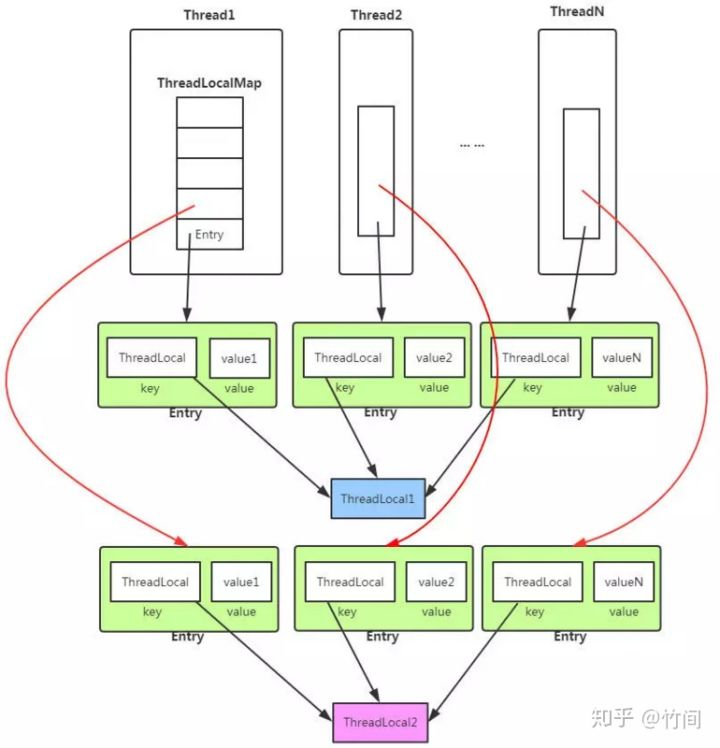 Thread1 Thread2 ThreadN
ThreadLocalMap
... ...
Entry
ThreadLocal value1 ThreadLocal value2 ThreadLocal valueN
key value key value key value
Entry Entry Entry
ThreadLocal1
ThreadLocal value1 ThreadLocal value2 ThreadLocal valueN
key value key value key value
Entry Entry Entry
ThreadLocal2
知乎 @竹间